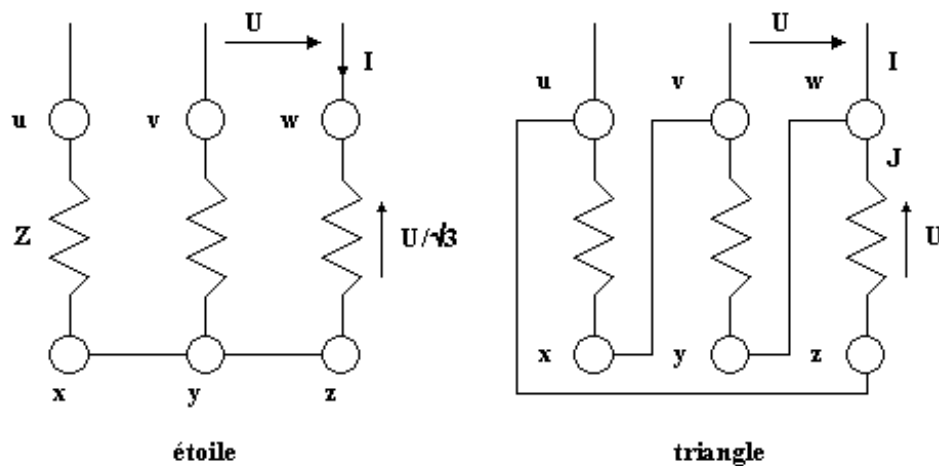 U
I
u v w
Z
U/√3
x y z
étoile
U
I
u v w
J
U
x y z
triangle